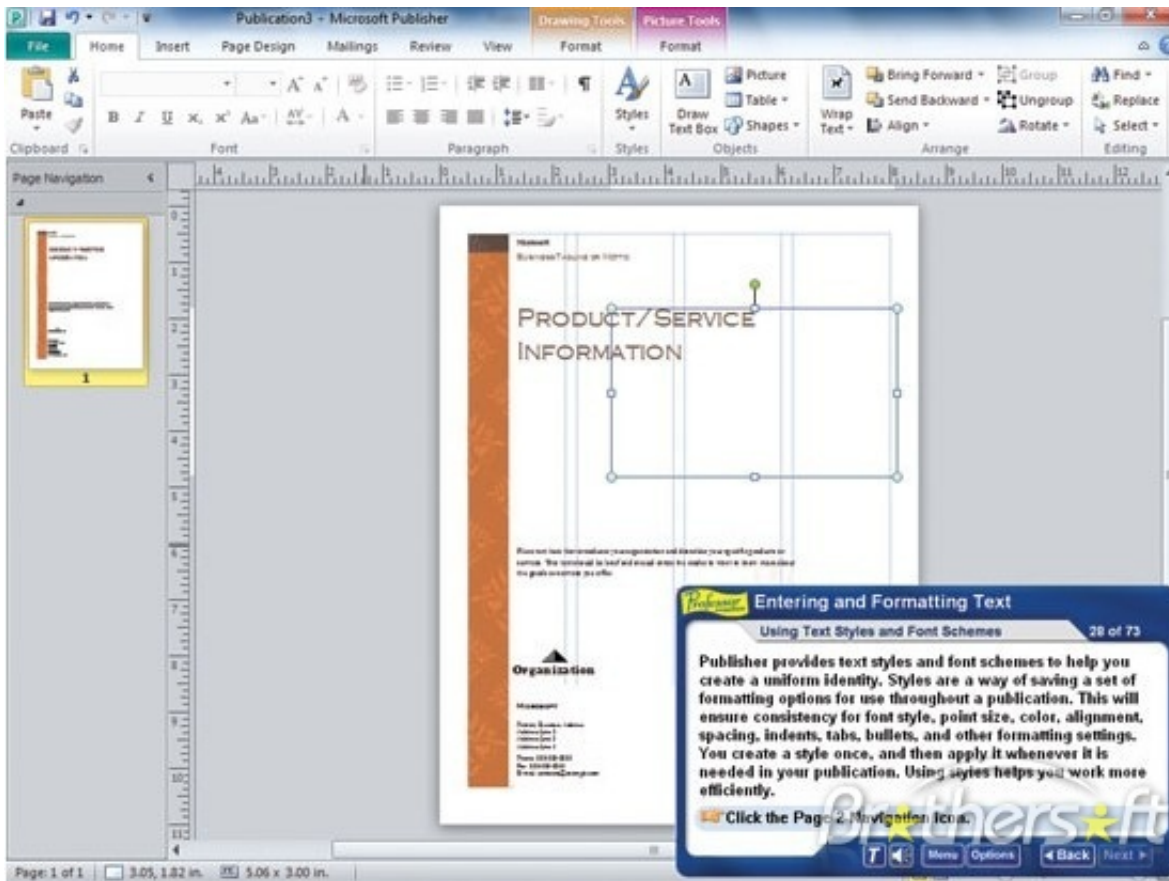 Publication3 - Microsoft Publisher
Drawing Tools
Picture Tools
File Home Insert Page Design Mailings Review View Format Format
Paste
Clipboard
B I U
Font
Paragraph
Styles
Styles
Draw Text Box
Picture
Table
Shapes
Objects
Wrap Text
Bring Forward
Send Backward
Align
Group
Ungroup
Rotate
Arrange
Find
Replace
Select
Editing
Page Navigation
1
Microsoft
Business Tagline or Motto
Product/Service
Information
Organization
Microsoft
Professor
Entering and Formatting Text
Using Text Styles and Font Schemes 28 of 73
Publisher provides text styles and font schemes to help you
create a uniform identity. Styles are a way of saving a set of
formatting options for use throughout a publication. This will
ensure consistency for font style, point size, color, alignment,
spacing, indents, tabs, bullets, and other formatting settings.
You create a style once, and then apply it whenever it is
needed in your publication. Using styles helps you work more
efficiently.
Click the Page 2 Navigation Icon.
Brothersoft
T Menu Options Back Next
Page: 1 of 1 3.05, 1.82 in. 5.06 x 3.00 in.